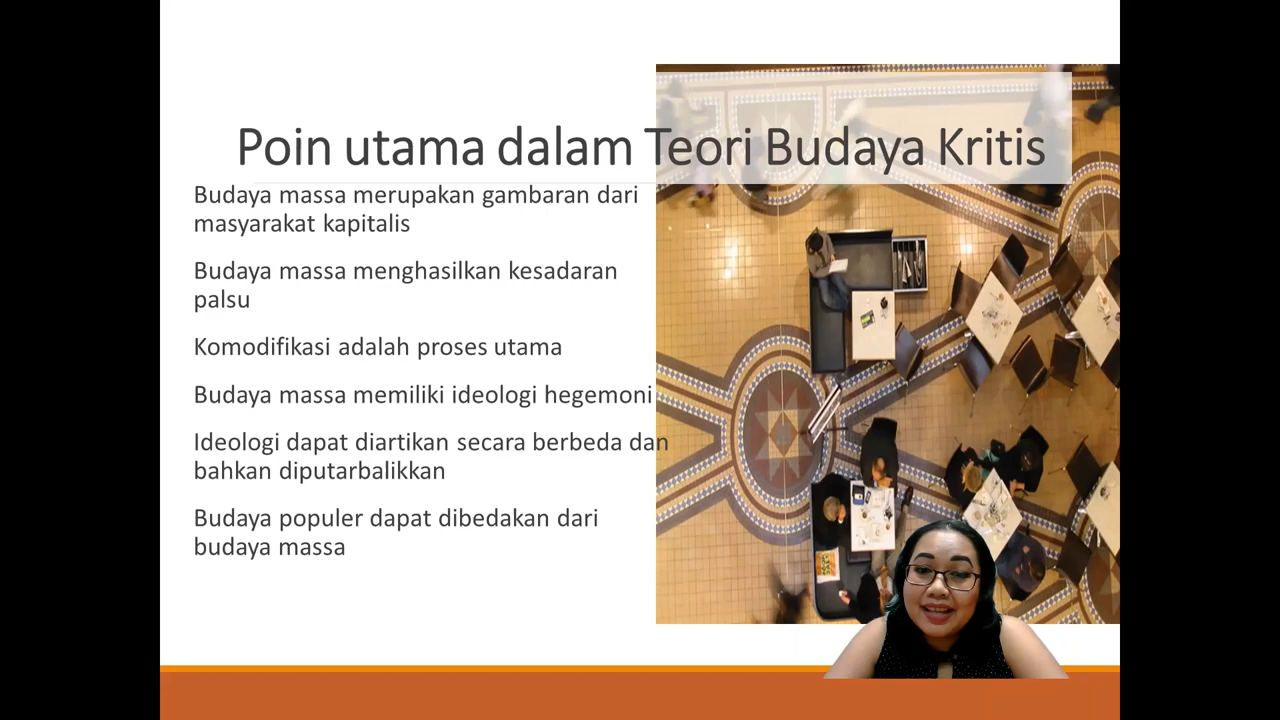 Poin utama dalam Teori Budaya Kritis
Budaya massa merupakan gambaran dari
masyarakat kapitalis
Budaya massa menghasilkan kesadaran
palsu
Komodifikasi adalah proses utama
Budaya massa memiliki ideologi hegemoni
Ideologi dapat diartikan secara berbeda dan
bahkan diputarbalikkan
Budaya populer dapat dibedakan dari
budaya massa